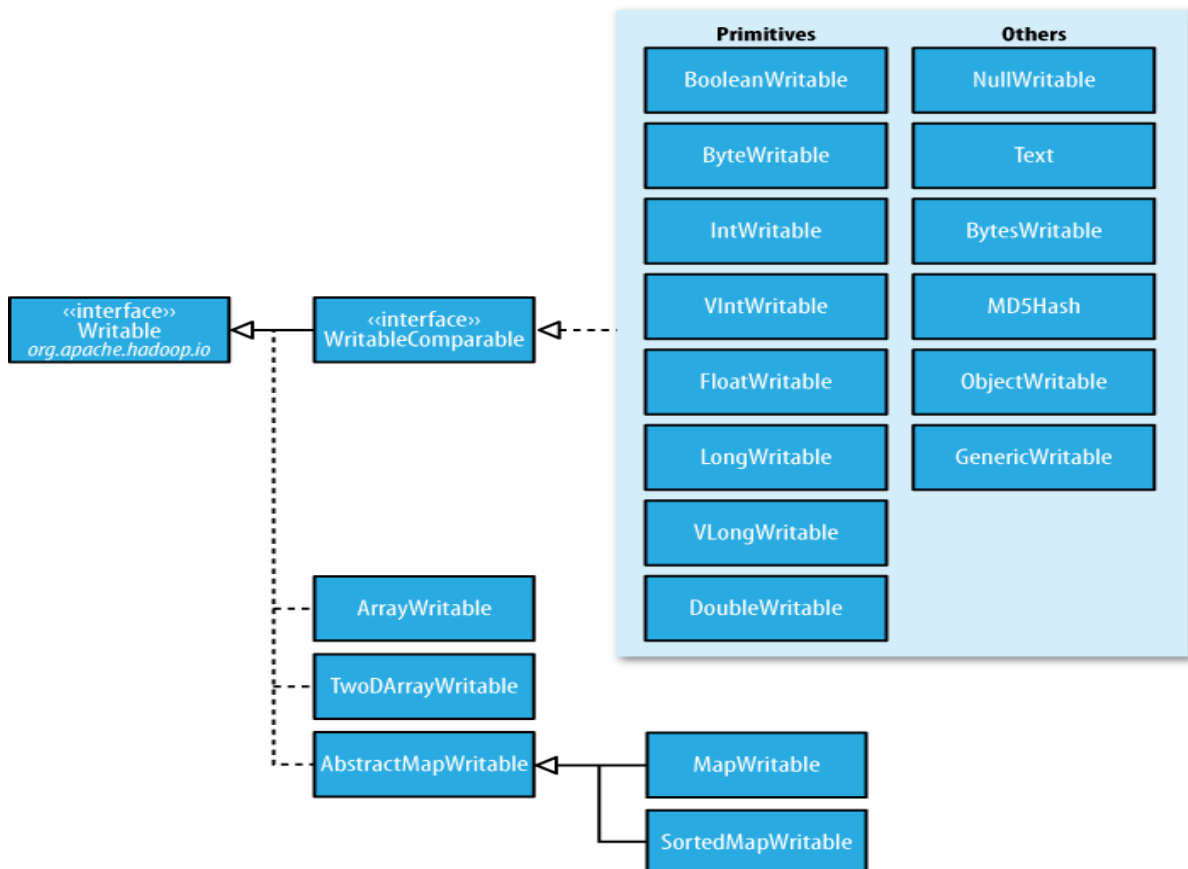 Primitives
Others
BooleanWritable
NullWritable
ByteWritable
Text
IntWritable
BytesWritable
VIntWritable
MD5Hash
FloatWritable
ObjectWritable
LongWritable
GenericWritable
VLongWritable
DoubleWritable
‹‹interface››
Writable
org.apache.hadoop.io
‹‹interface››
WritableComparable
ArrayWritable
TwoDArrayWritable
AbstractMapWritable
MapWritable
SortedMapWritable